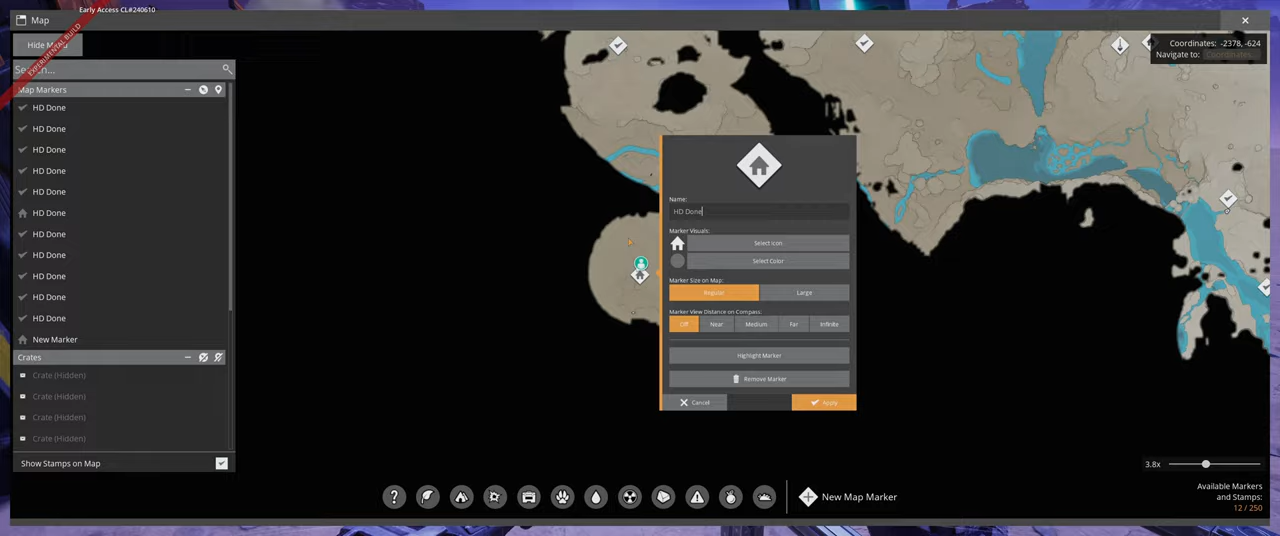 Early Access CL#240610
EXPERIMENTAL BUILD
Map
Hide Menu
Search...
Map Markers
HD Done
HD Done
HD Done
HD Done
HD Done
HD Done
HD Done
HD Done
HD Done
HD Done
HD Done
New Marker
Crates
Crate (Hidden)
Crate (Hidden)
Crate (Hidden)
Crate (Hidden)
Show Stamps on Map
Name:
HD Done
Marker Visuals:
Select Icon
Select Color
Marker Size on Map:
Regular
Large
Marker View Distance on Compass:
Off
Near
Medium
Far
Infinite
Highlight Marker
Remove Marker
Cancel
Apply
Coordinates: -2378, -624
Navigate to: Coordinates...
3.8x
?
New Map Marker
Available Markers
and Stamps:
12 / 250